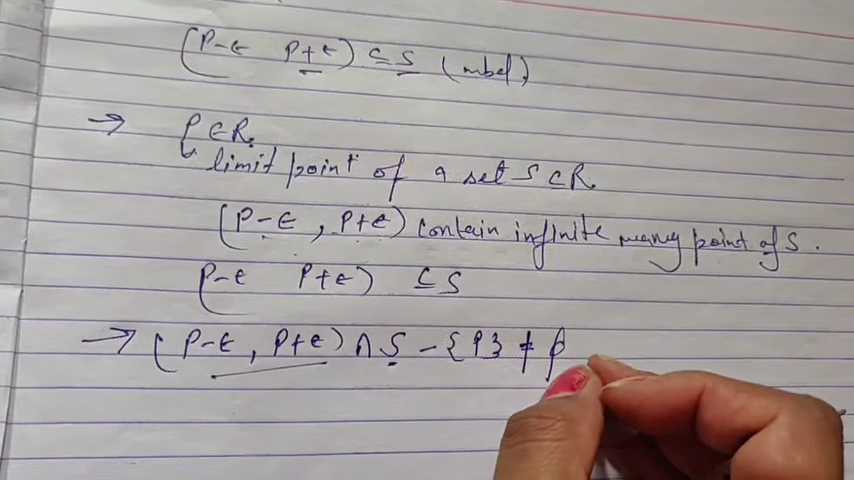 (P-ϵ P+ϵ) ⊆ S (nbd)
→ P ∈ R.
↳ limit point of a set S ⊂ R.
(P-ϵ, P+ϵ) contain infinite many point of S.
(P-ϵ P+ϵ) ⊆ S
→ (P-ϵ, P+ϵ) ∩ S - {P} ≠ ϕ